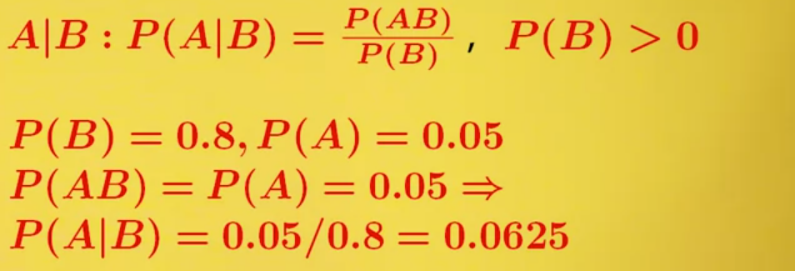 A|B : P(A|B) = P(AB)/P(B) , P(B) > 0
P(B) = 0.8, P(A) = 0.05
P(AB) = P(A) = 0.05 ⇒
P(A|B) = 0.05/0.8 = 0.0625